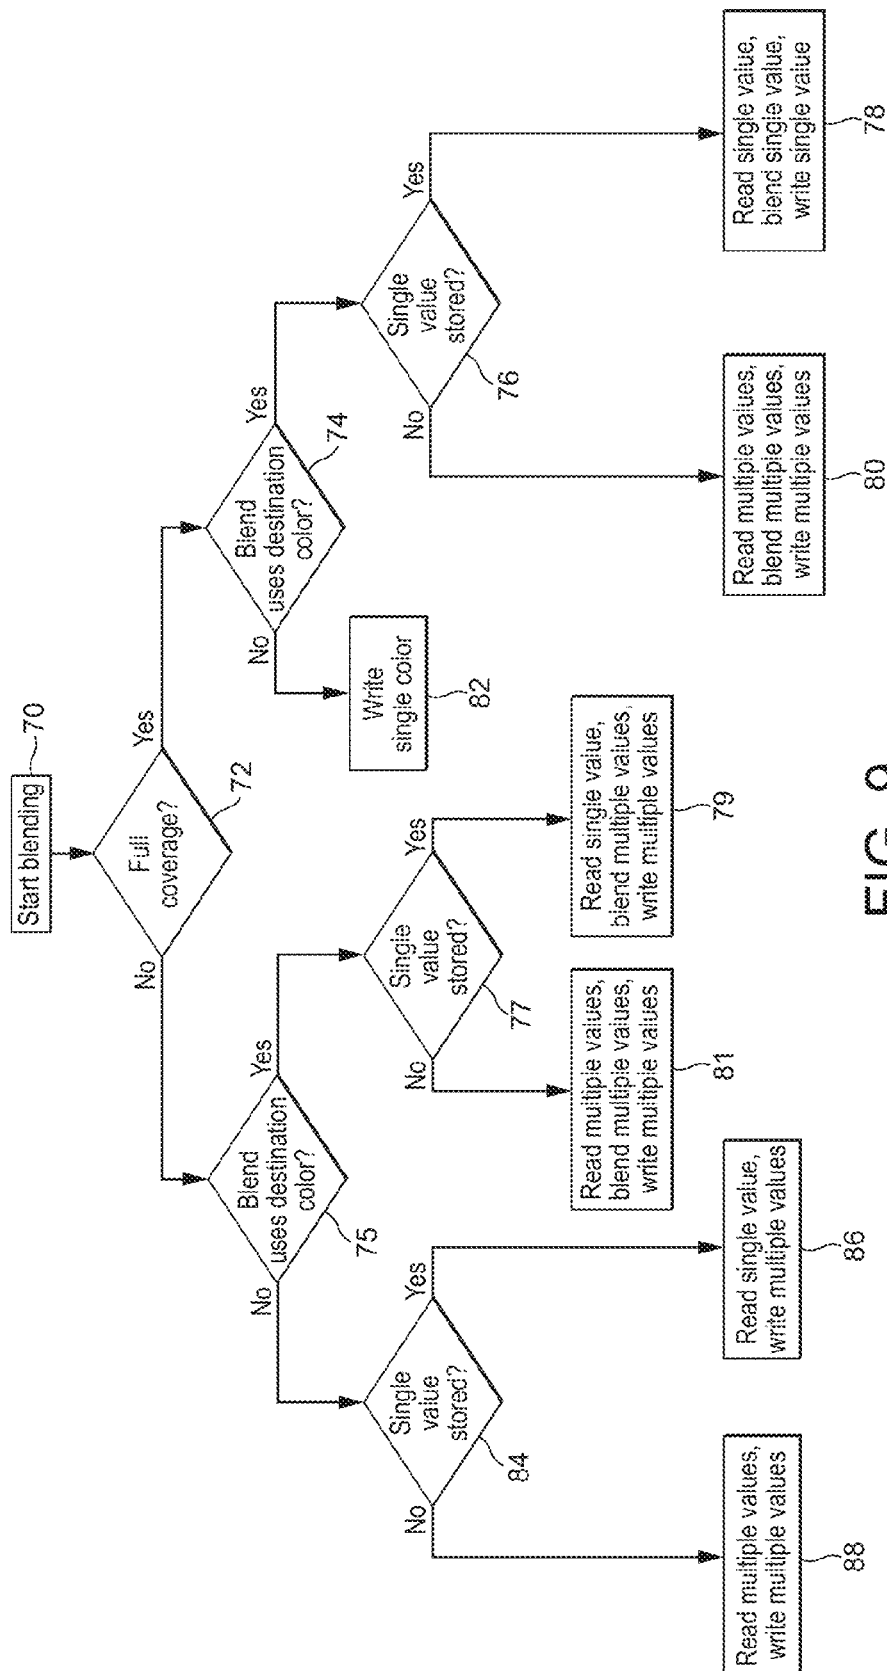 Start blending
70
Full
coverage?
72
No
Yes
Blend
uses destination
color?
75
No
Yes
Blend
uses destination
color?
74
No
Yes
Single
value
stored?
84
No
Yes
Single
value
stored?
77
No
Yes
Write
single color
82
Single
value
stored?
76
No
Yes
Read multiple values,
write multiple values
88
Read single value,
write multiple values
86
Read multiple values,
blend multiple values,
write multiple values
81
Read single value,
blend multiple values,
write multiple values
79
Read multiple values,
blend multiple values,
write multiple values
80
Read single value,
blend single value,
write single value
78
FIG. 9